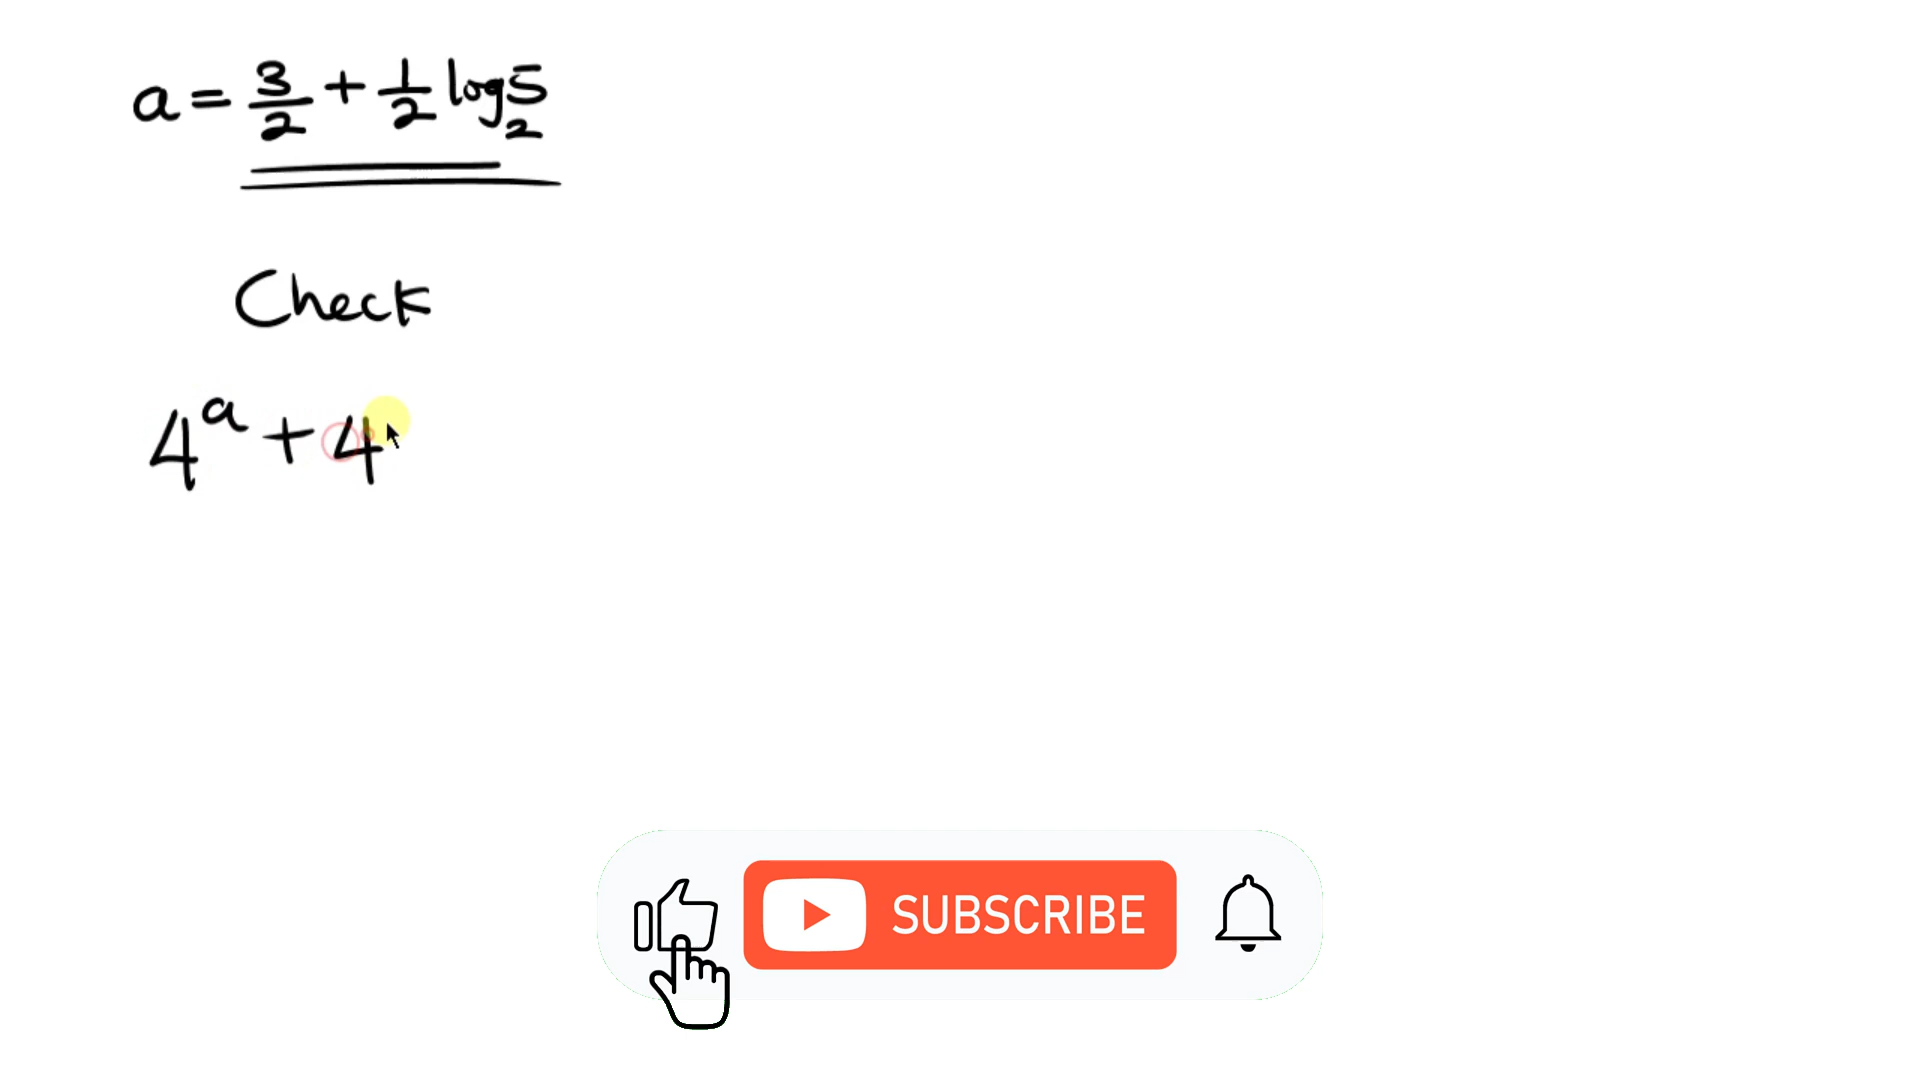 a = 3/2 + 1/2 log₂5
Check
4ᵃ + 4
SUBSCRIBE